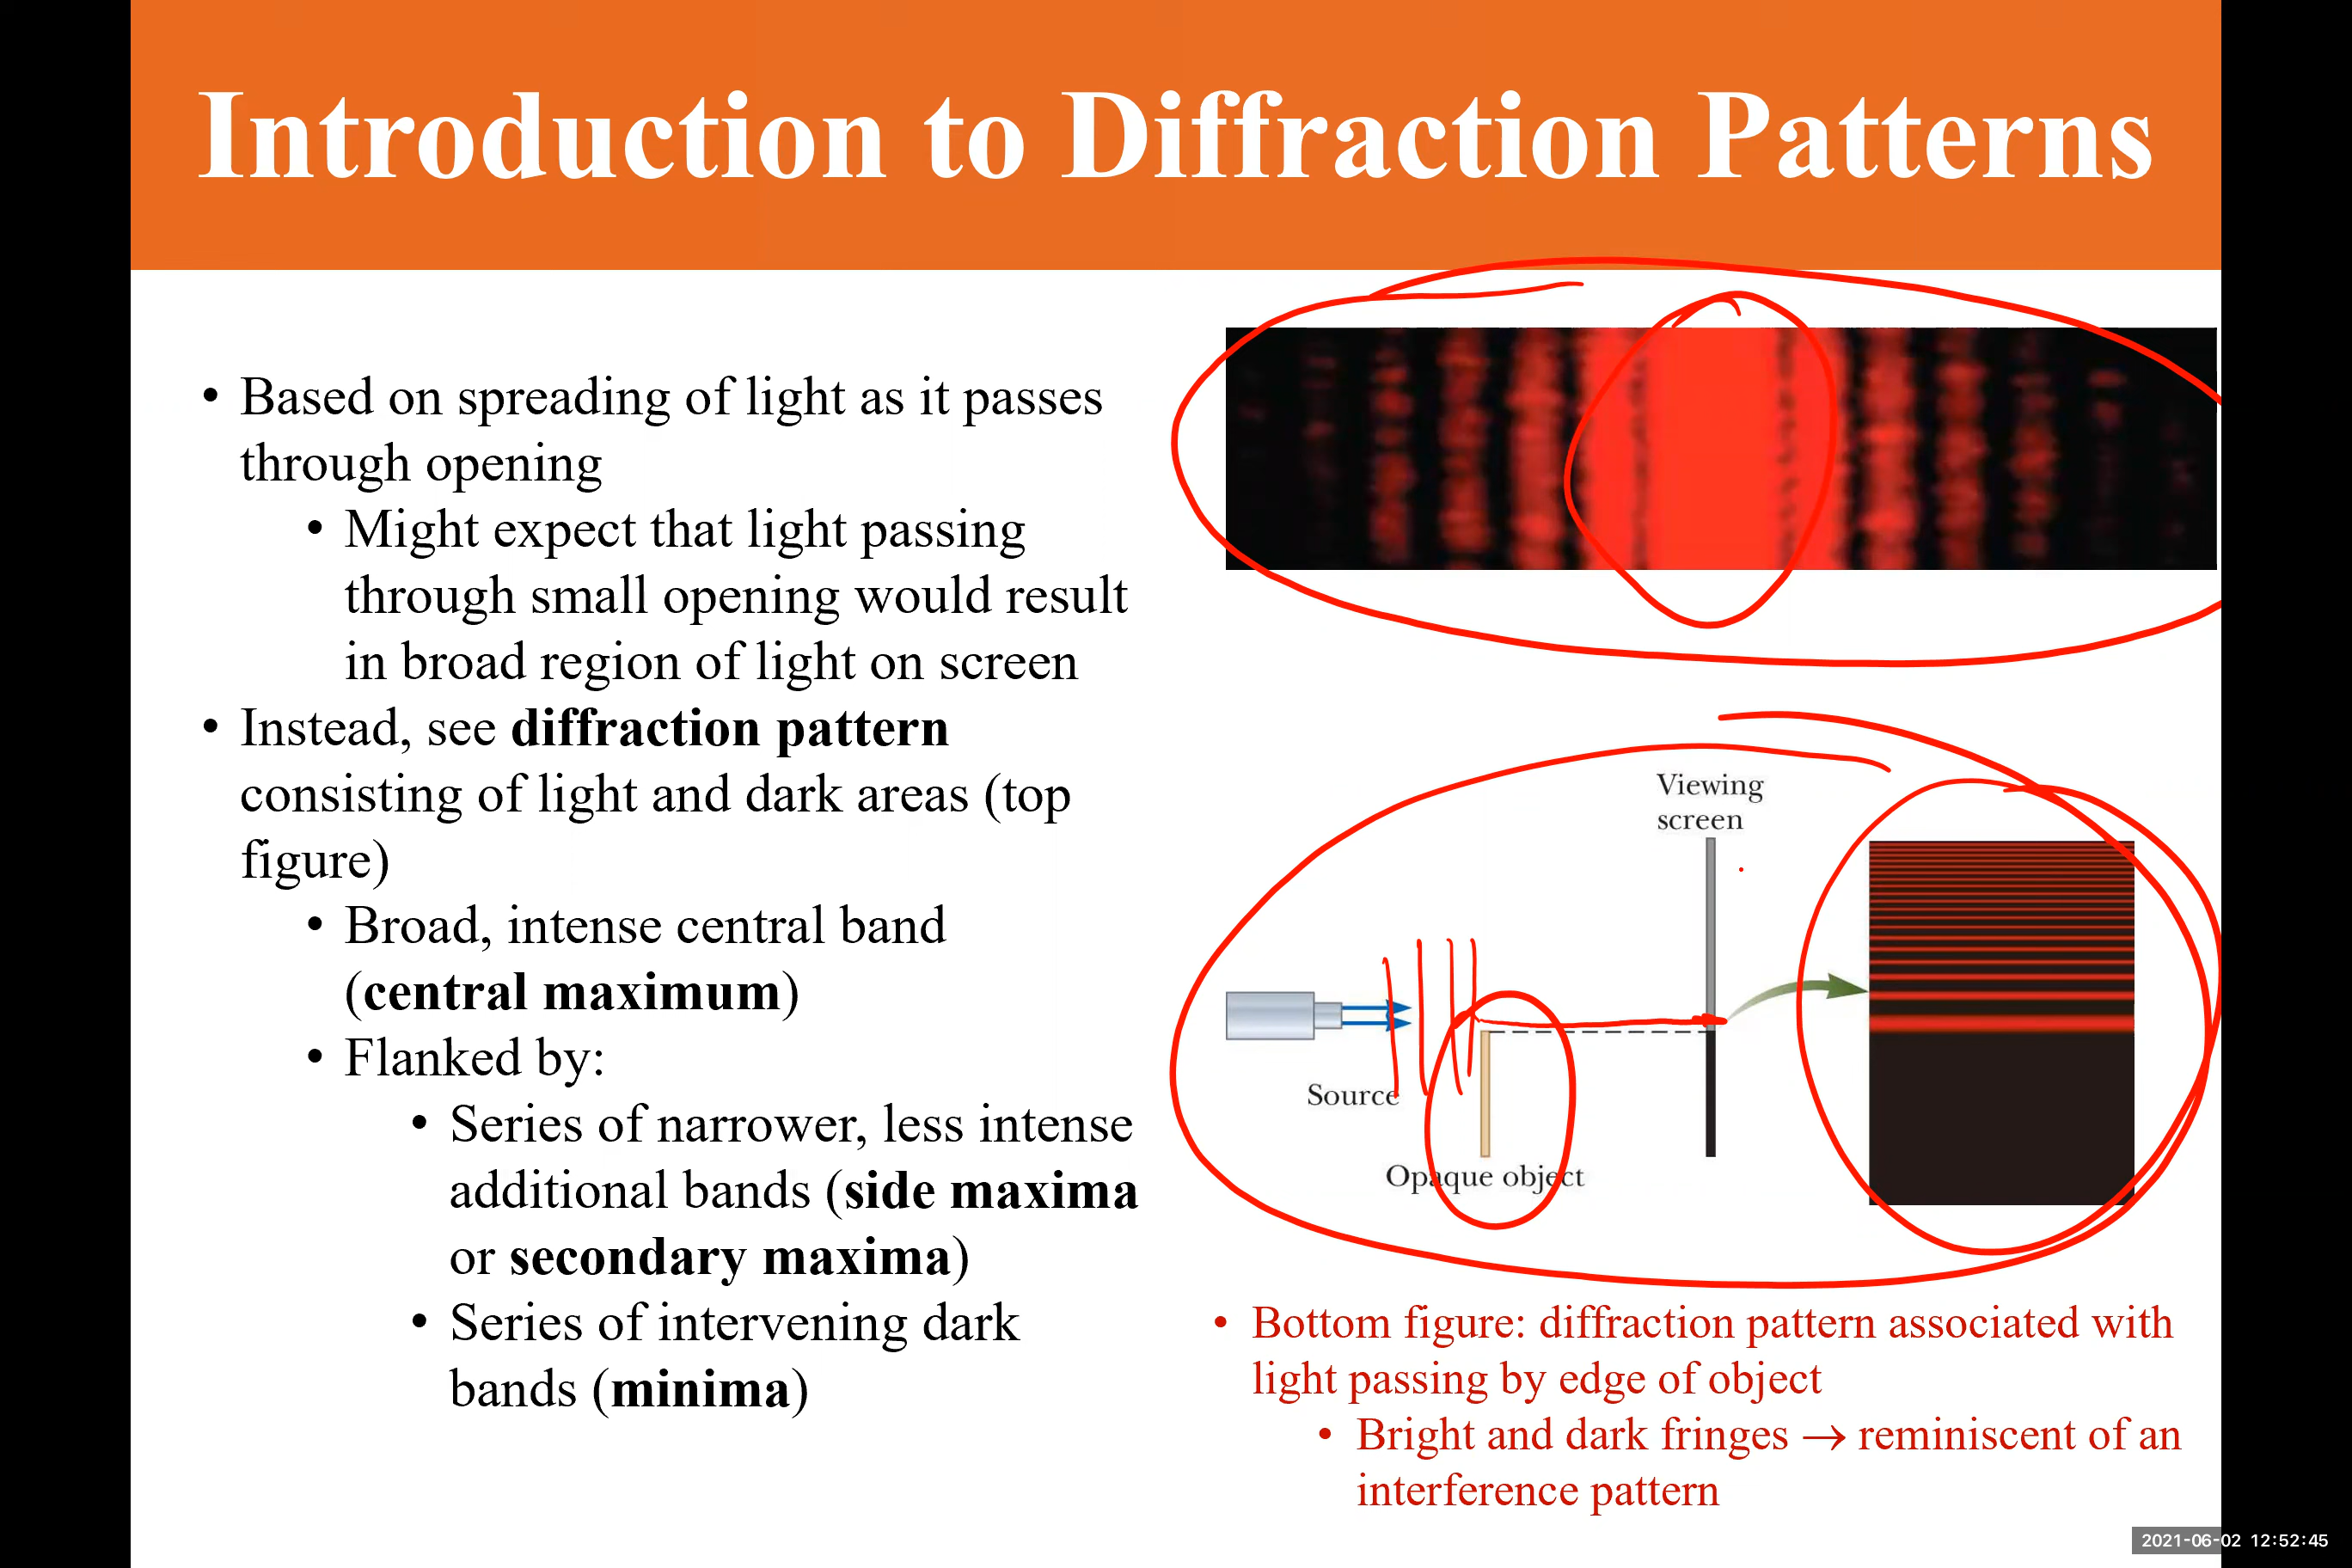 Introduction to Diffraction Patterns
• Based on spreading of light as it passes
through opening
• Might expect that light passing
through small opening would result
in broad region of light on screen
• Instead, see diffraction pattern
consisting of light and dark areas (top
figure)
• Broad, intense central band
(central maximum)
• Flanked by:
• Series of narrower, less intense
additional bands (side maxima
or secondary maxima)
• Series of intervening dark
bands (minima)
Viewing
screen
Source
Opaque object
• Bottom figure: diffraction pattern associated with
light passing by edge of object
• Bright and dark fringes → reminiscent of an
interference pattern
2021-06-02 12:52:45